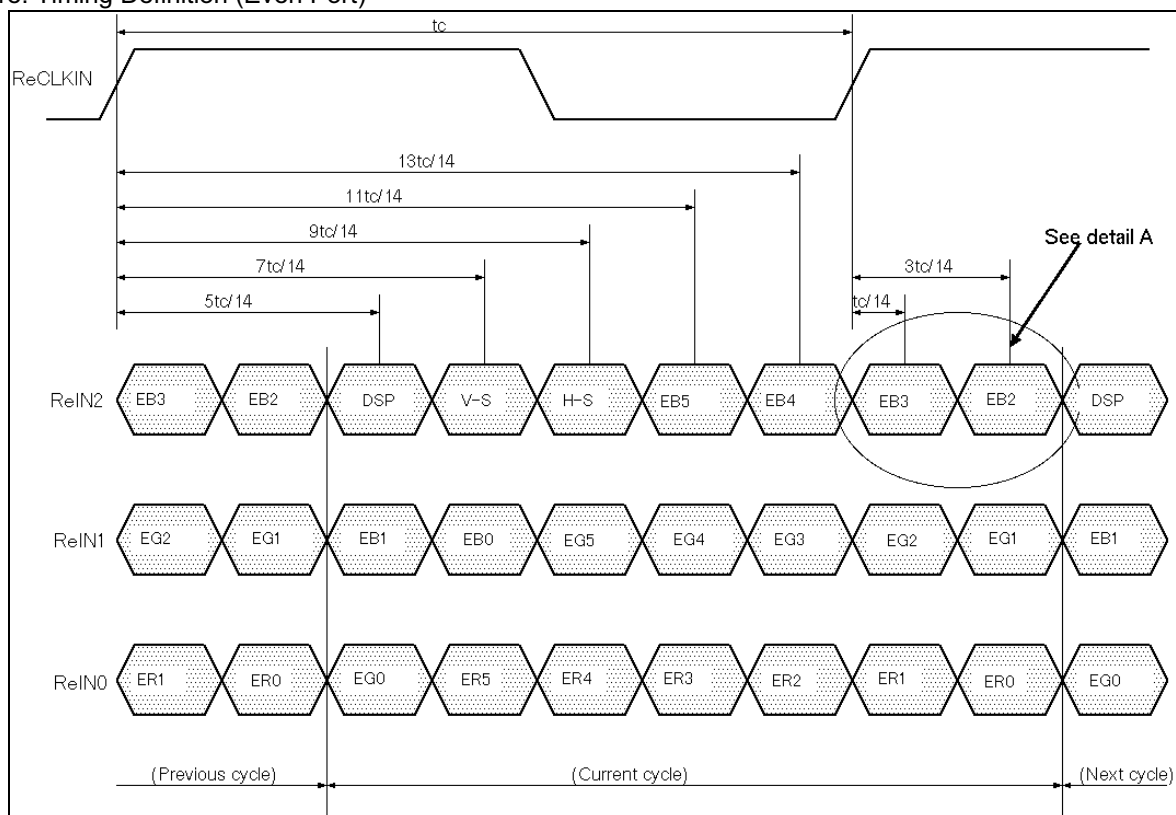 Timing Definition (Even Port)
tc
ReCLKIN
13tc/14
11tc/14
9tc/14
7tc/14
5tc/14
See detail A
3tc/14
tc/14
ReIN2 EB3 EB2 DSP V-S H-S EB5 EB4 EB3 EB2 DSP
ReIN1 EG2 EG1 EB1 EB0 EG5 EG4 EG3 EG2 EG1 EB1
ReIN0 ER1 ER0 EG0 ER5 ER4 ER3 ER2 ER1 ER0 EG0
(Previous cycle) (Current cycle) (Next cycle)